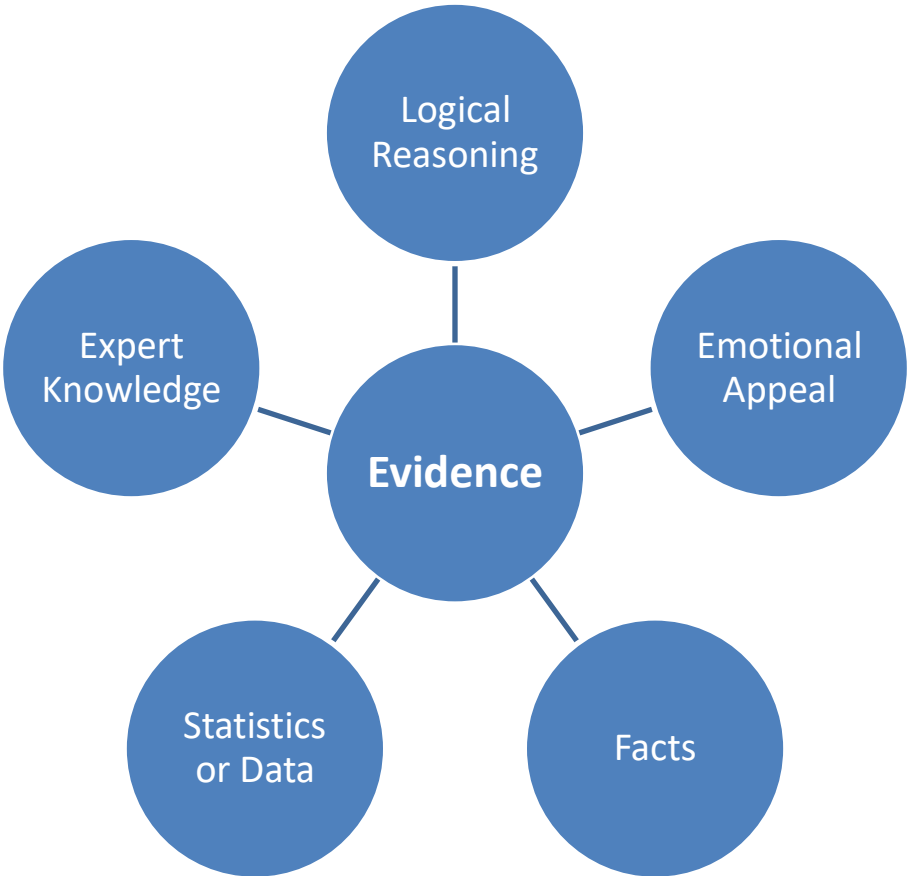 Logical
Reasoning
Emotional
Appeal
Facts
Statistics
or Data
Expert
Knowledge
Evidence